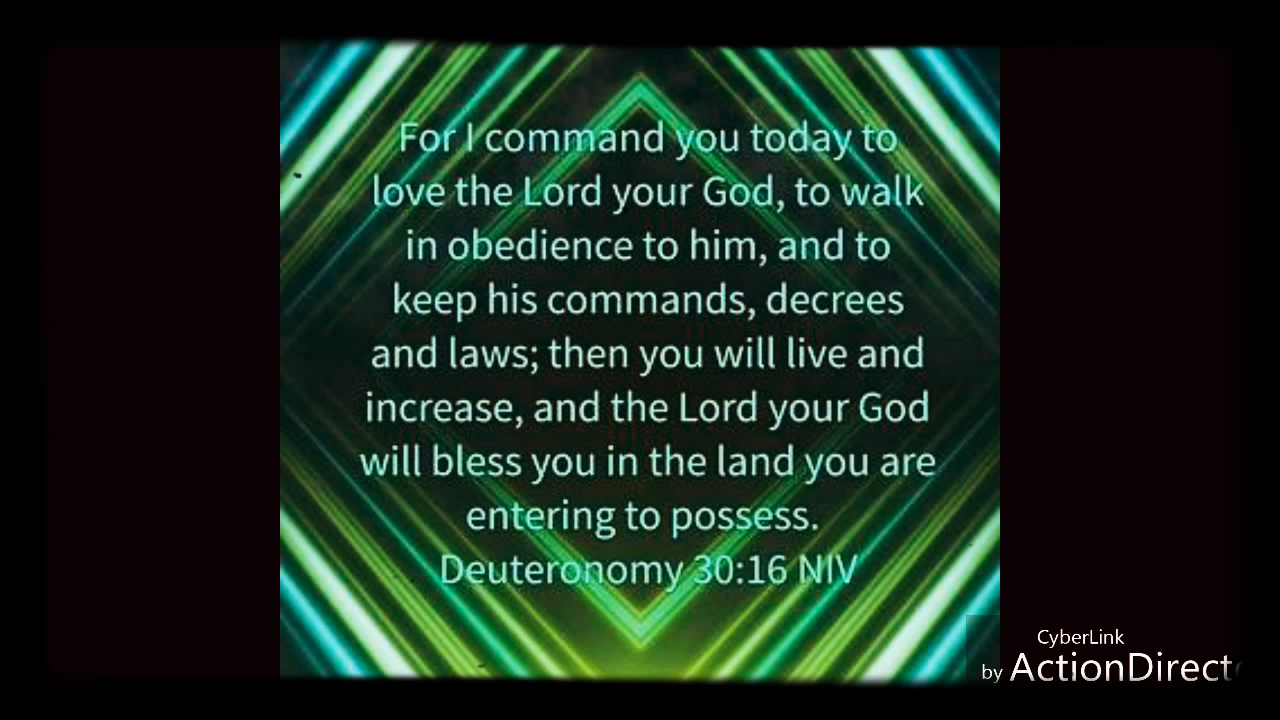 For I command you today to
love the Lord your God, to walk
in obedience to him, and to
keep his commands, decrees
and laws; then you will live and
increase, and the Lord your God
will bless you in the land you are
entering to possess.
Deuteronomy 30:16 NIV
CyberLink
by ActionDirect